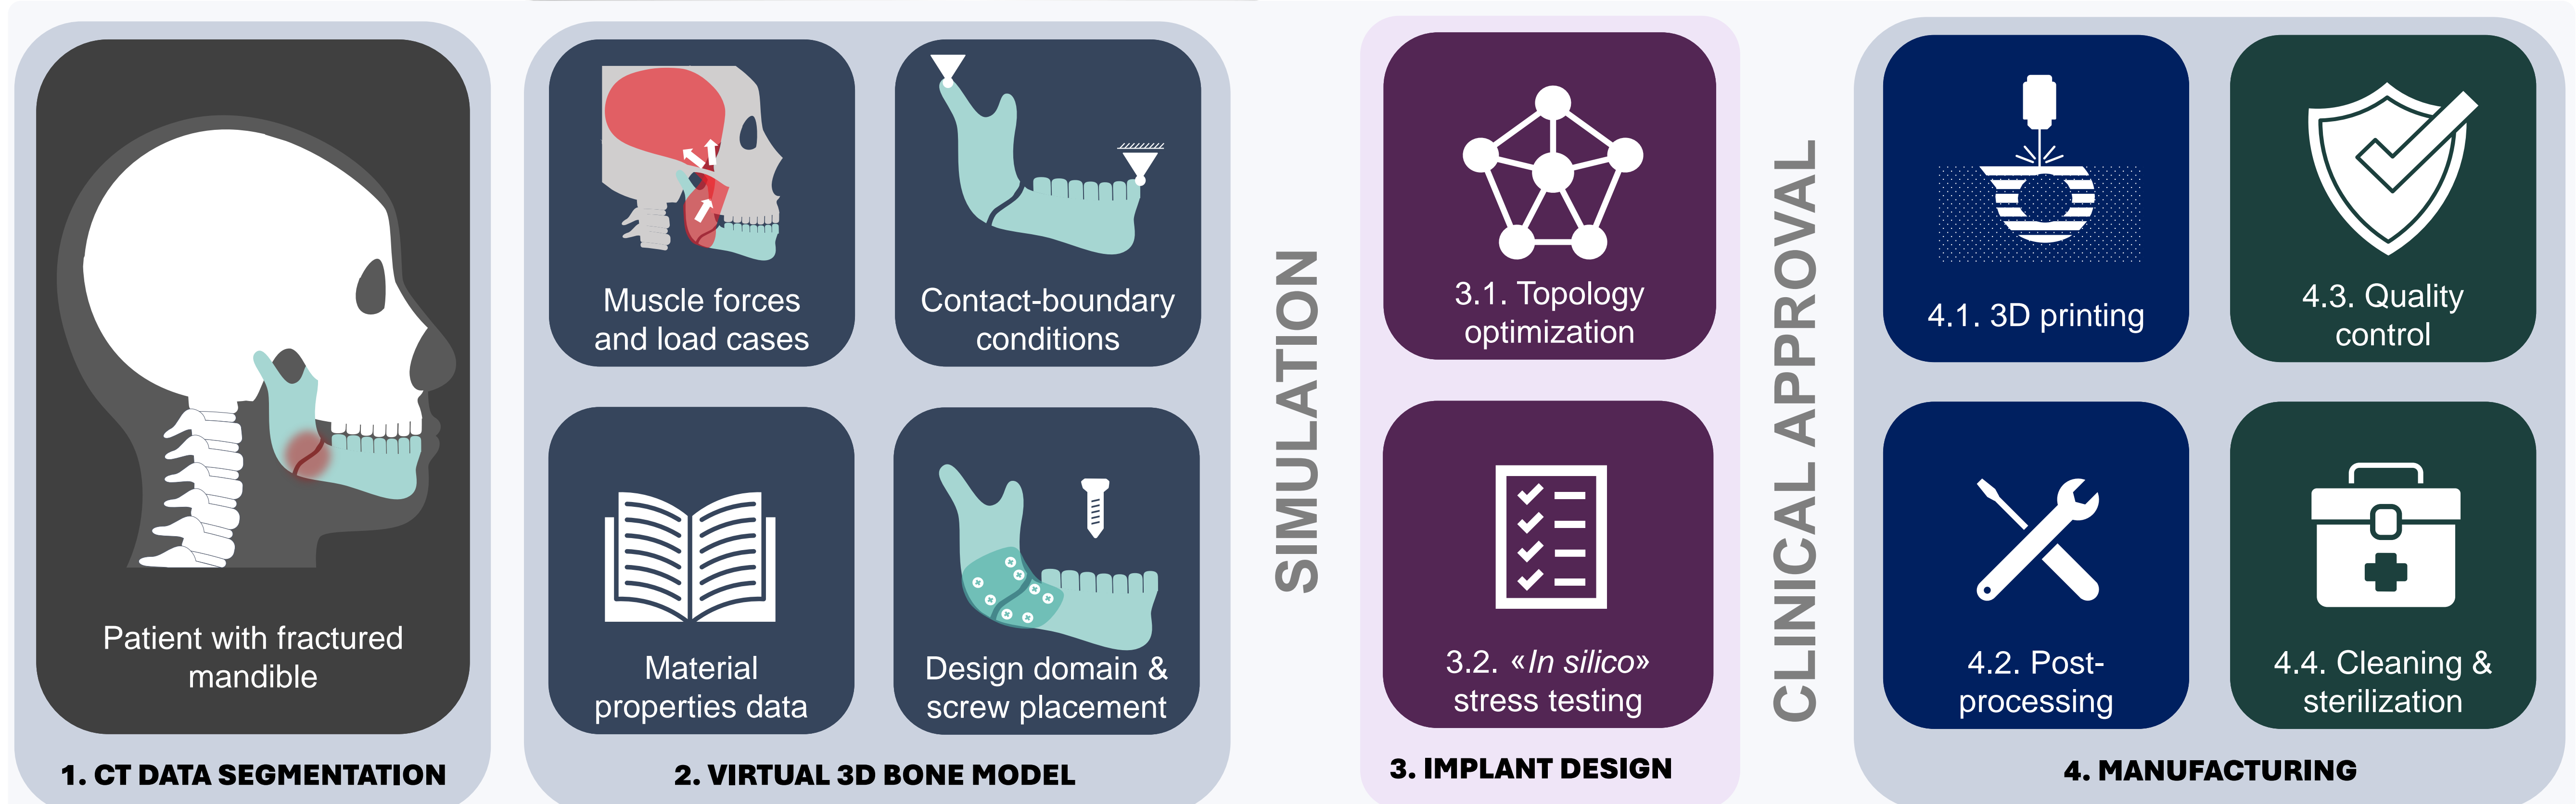 Patient with fractured
mandible
1. CT DATA SEGMENTATION
Muscle forces
and load cases
Contact-boundary
conditions
Material
properties data
Design domain &
screw placement
2. VIRTUAL 3D BONE MODEL
SIMULATION
3.1. Topology
optimization
3.2. «In silico»
stress testing
3. IMPLANT DESIGN
CLINICAL APPROVAL
4.1. 3D printing
4.3. Quality
control
4.2. Post-
processing
4.4. Cleaning &
sterilization
4. MANUFACTURING